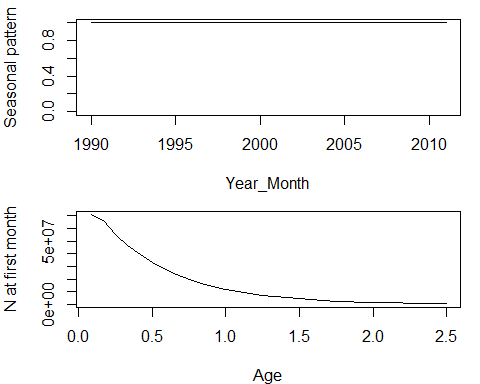 Seasonal pattern
0.0 0.4 0.8
1990 1995 2000 2005 2010
Year_Month
N at first month
0e+00 5e+07
0.0 0.5 1.0 1.5 2.0 2.5
Age